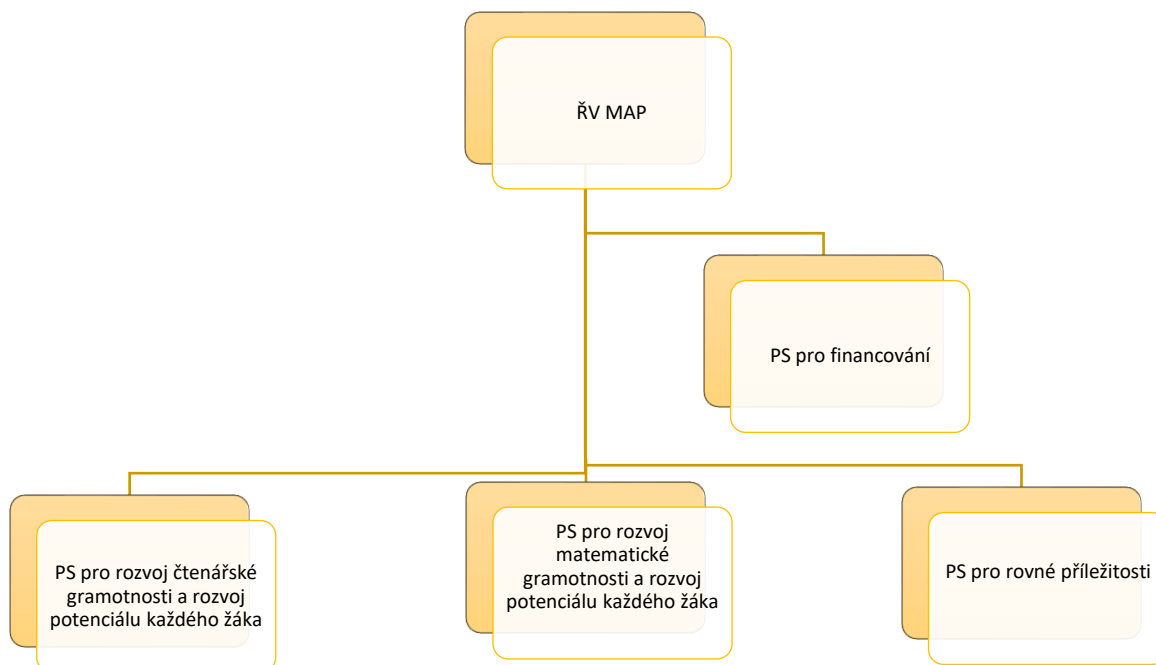 ŘV MAP
PS pro financování
PS pro rozvoj čtenářské
gramotnosti a rozvoj
potenciálu každého žáka
PS pro rozvoj
matematické
gramotnosti a rozvoj
potenciálu každého žáka
PS pro rovné příležitosti